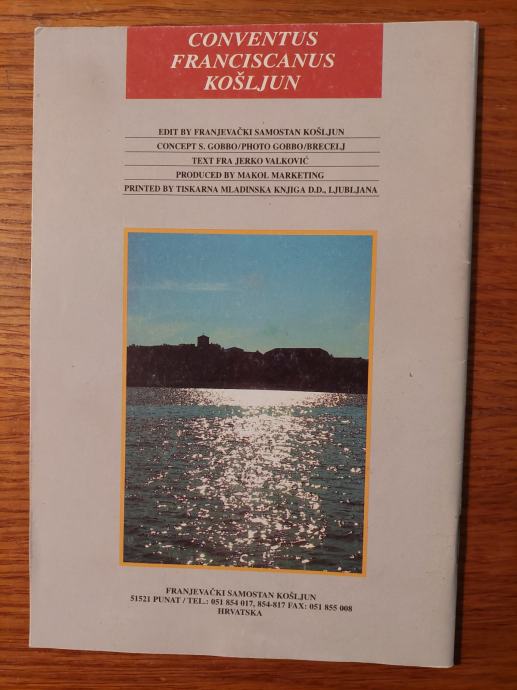 CONVENTUS
FRANCISCANUS
KOŠLJUN
EDIT BY FRANJEVAČKI SAMOSTAN KOŠLJUN
CONCEPT S. GOBBO/PHOTO GOBBO/BRECELJ
TEXT FRA JERKO VALKOVIĆ
PRODUCED BY MAKOL MARKETING
PRINTED BY TISKARNA MLADINSKA KNJIGA D.D., LJUBLJANA
FRANJEVAČKI SAMOSTAN KOŠLJUN
51521 PUNAT / TEL.: 051 854 017, 854-817 FAX: 051 855 008
HRVATSKA